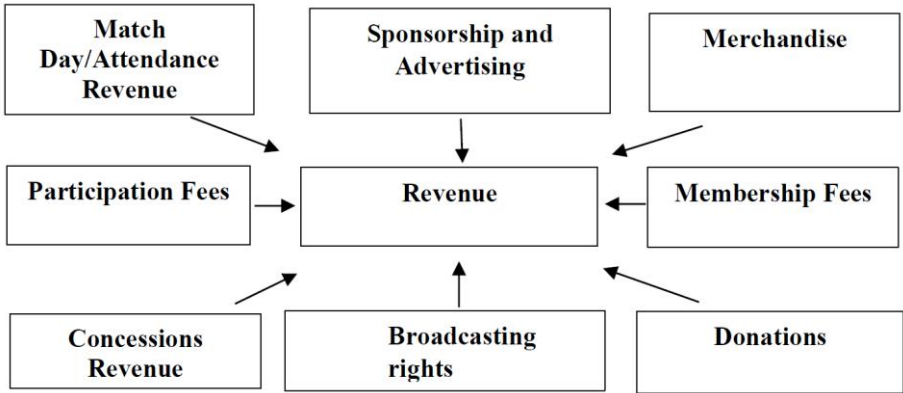 Match
Day/Attendance
Revenue
Sponsorship and
Advertising
Merchandise
Participation Fees
Revenue
Membership Fees
Concessions
Revenue
Broadcasting
rights
Donations